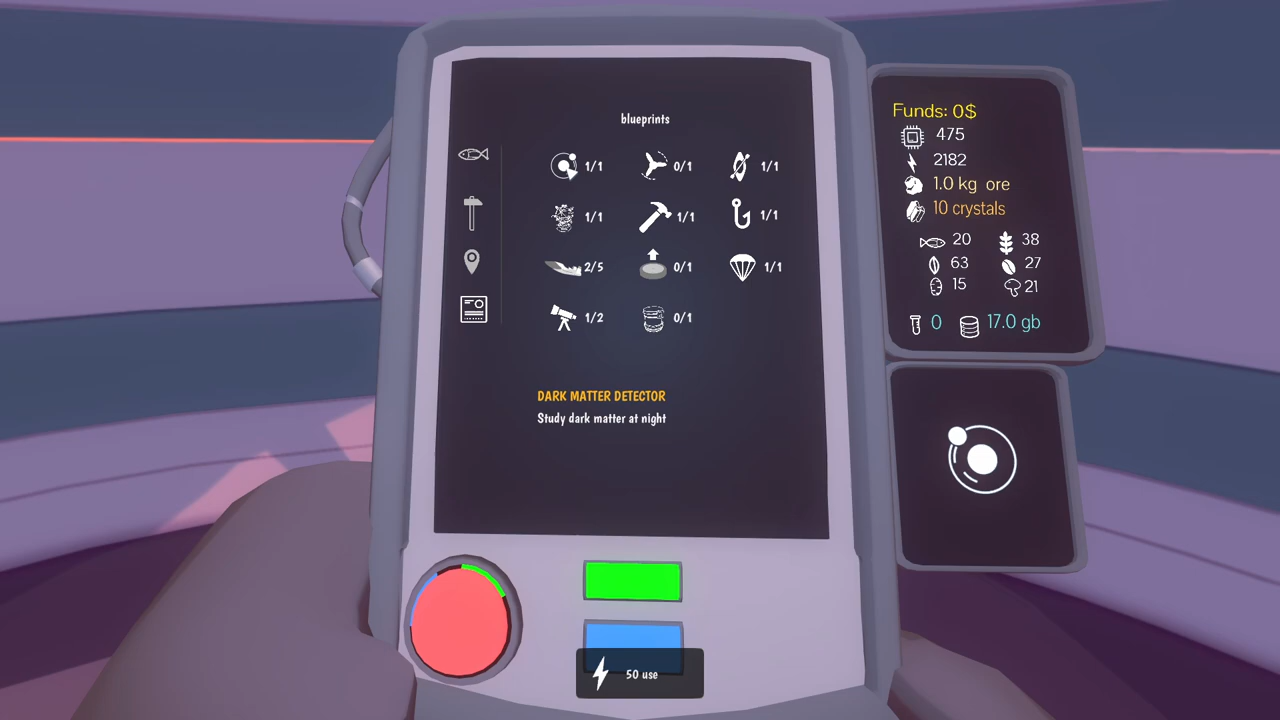 blueprints
1/1 0/1 1/1
1/1 1/1 1/1
2/5 0/1 1/1
1/2 0/1
DARK MATTER DETECTOR
Study dark matter at night
Funds: 0$
475
2182
1.0 kg ore
10 crystals
20 38
63 27
15 21
0 17.0 gb
50 use